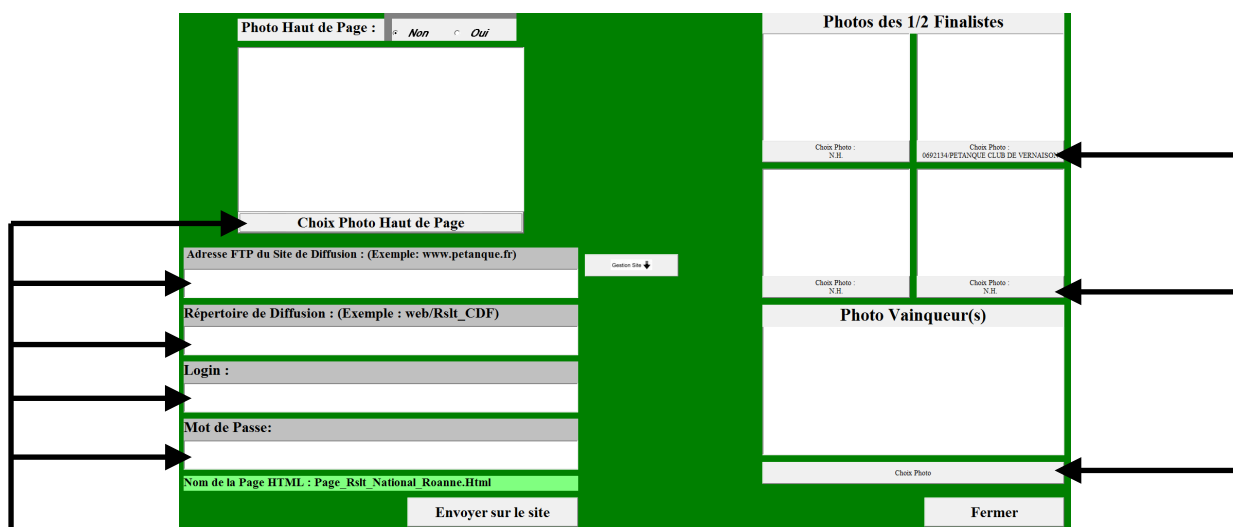 Photo Haut de Page :
Non Oui
Choix Photo Haut de Page
Adresse FTP du Site de Diffusion : (Exemple: www.petanque.fr)
Gestion Site
Répertoire de Diffusion : (Exemple : web/Rslt_CDF)
Login :
Mot de Passe:
Nom de la Page HTML : Page_Rslt_National_Roanne.Html
Envoyer sur le site
Photos des 1/2 Finalistes
Choix Photo :
N.H.
Choix Photo :
0692134/PETANQUE CLUB DE VERNAISON
Choix Photo :
N.H.
Choix Photo :
N.H.
Photo Vainqueur(s)
Choix Photo
Fermer